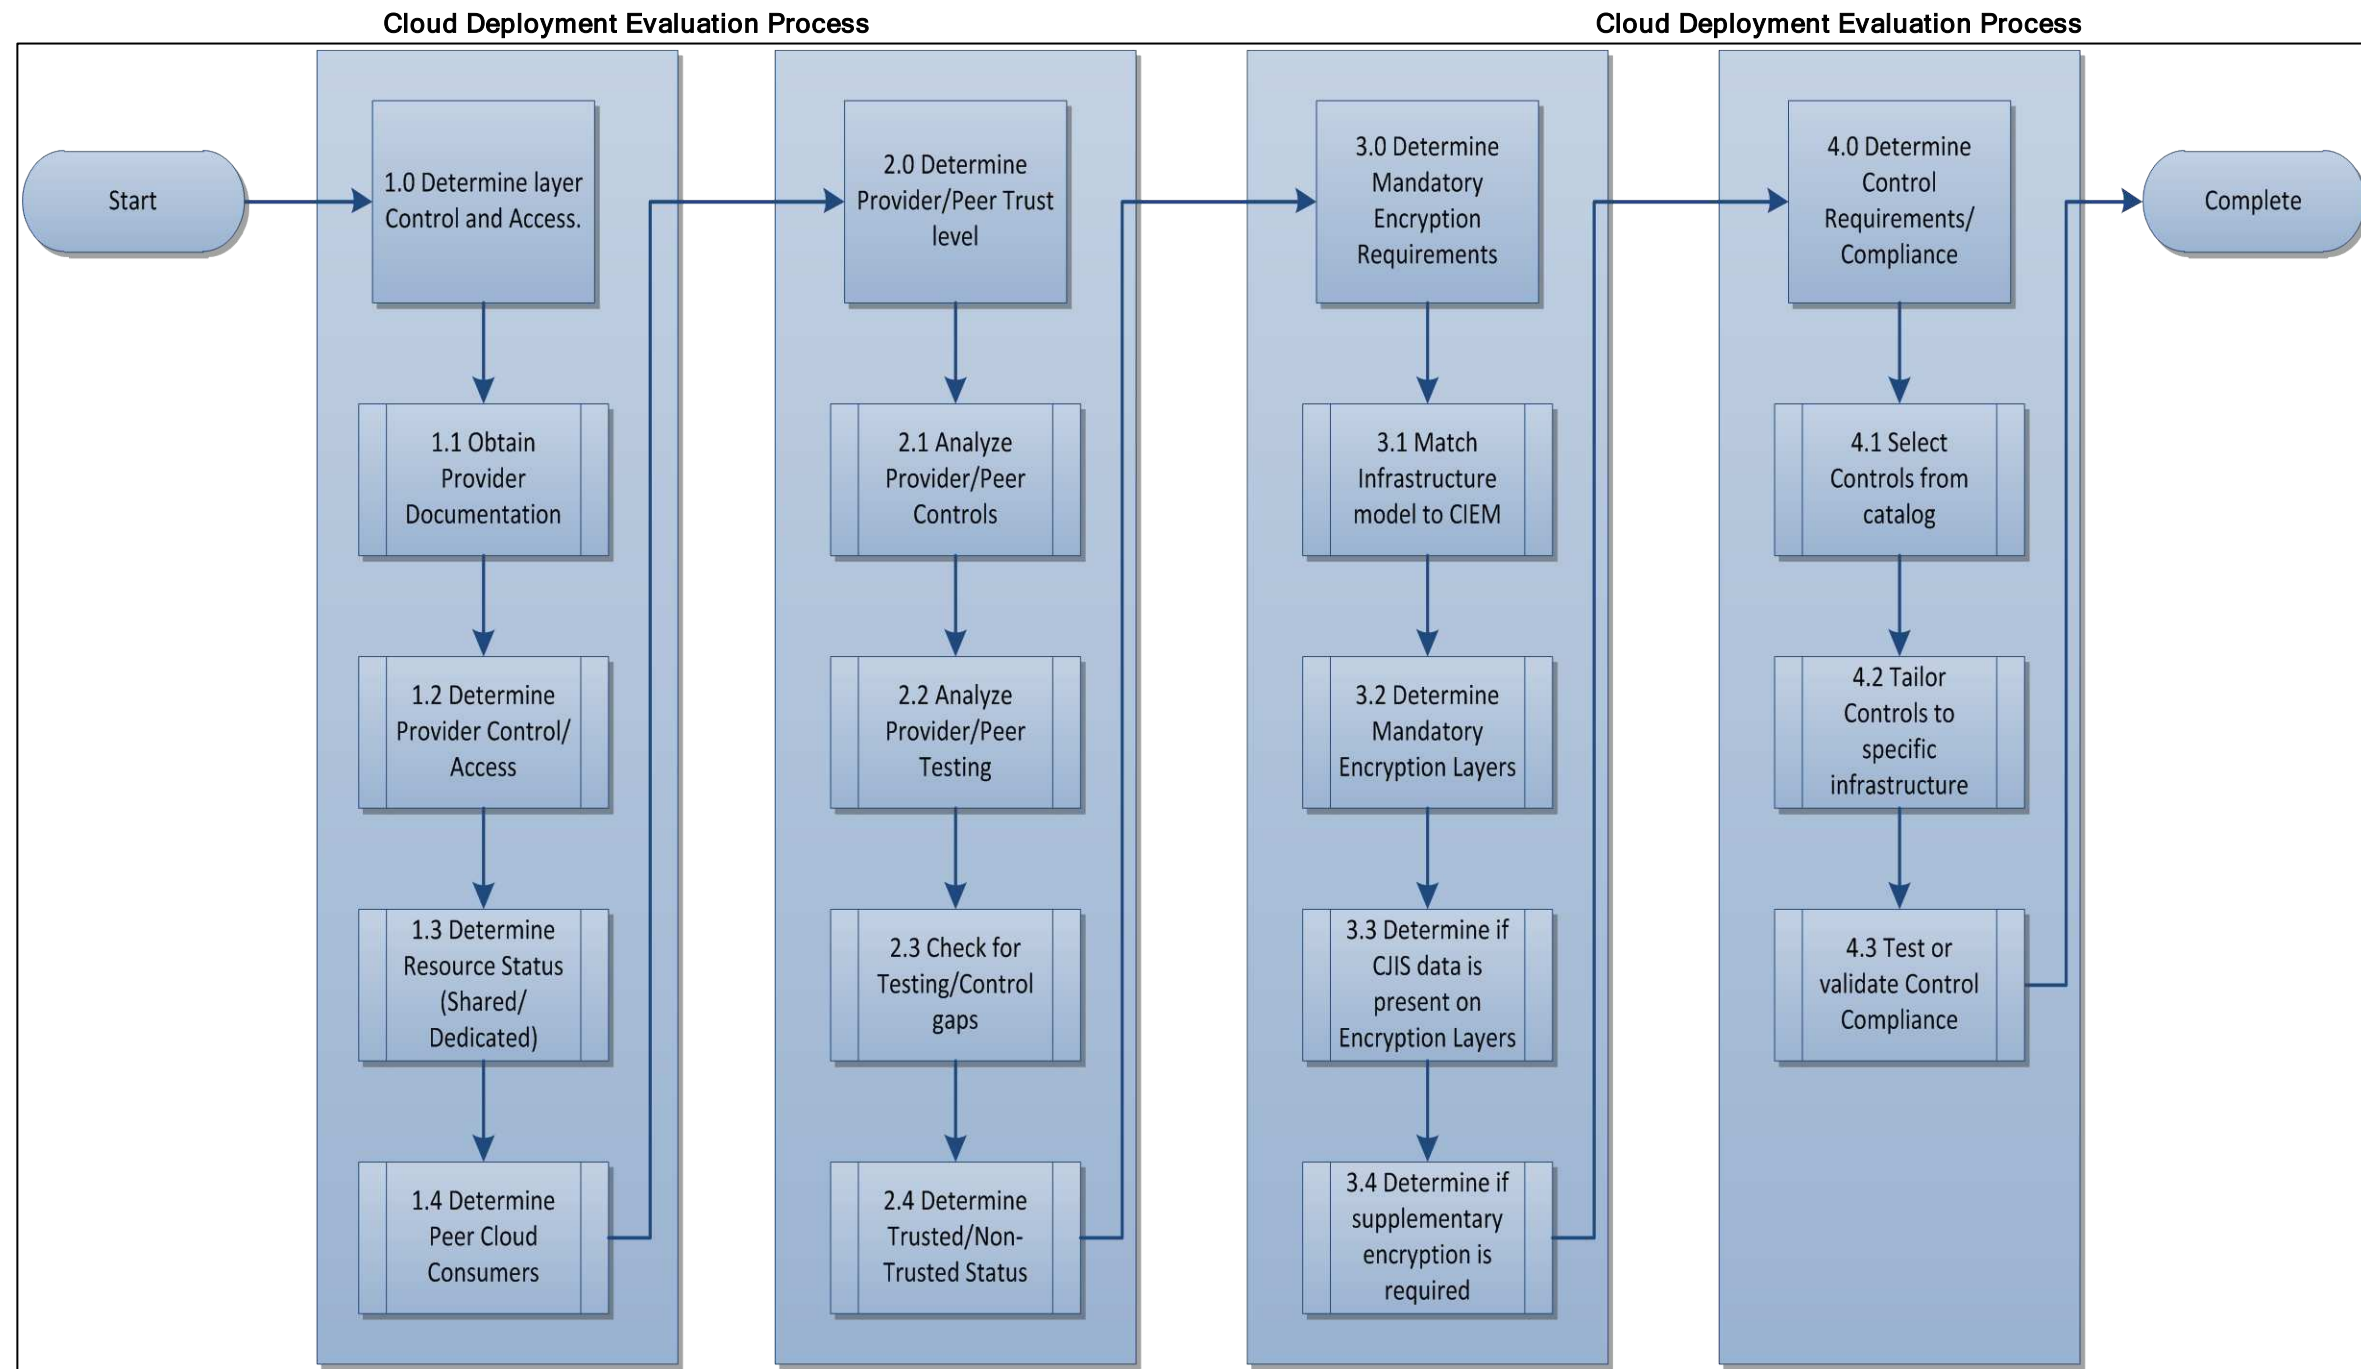 Cloud Deployment Evaluation Process
Cloud Deployment Evaluation Process
Start
1.0 Determine layer
Control and Access.
1.1 Obtain
Provider
Documentation
1.2 Determine
Provider Control/
Access
1.3 Determine
Resource Status
(Shared/
Dedicated)
1.4 Determine
Peer Cloud
Consumers
2.0 Determine
Provider/Peer Trust
level
2.1 Analyze
Provider/Peer
Controls
2.2 Analyze
Provider/Peer
Testing
2.3 Check for
Testing/Control
gaps
2.4 Determine
Trusted/Non-
Trusted Status
3.0 Determine
Mandatory
Encryption
Requirements
3.1 Match
Infrastructure
model to CIEM
3.2 Determine
Mandatory
Encryption Layers
3.3 Determine if
CJIS data is
present on
Encryption Layers
3.4 Determine if
supplementary
encryption is
required
4.0 Determine
Control
Requirements/
Compliance
4.1 Select
Controls from
catalog
4.2 Tailor
Controls to
specific
infrastructure
4.3 Test or
validate Control
Compliance
Complete